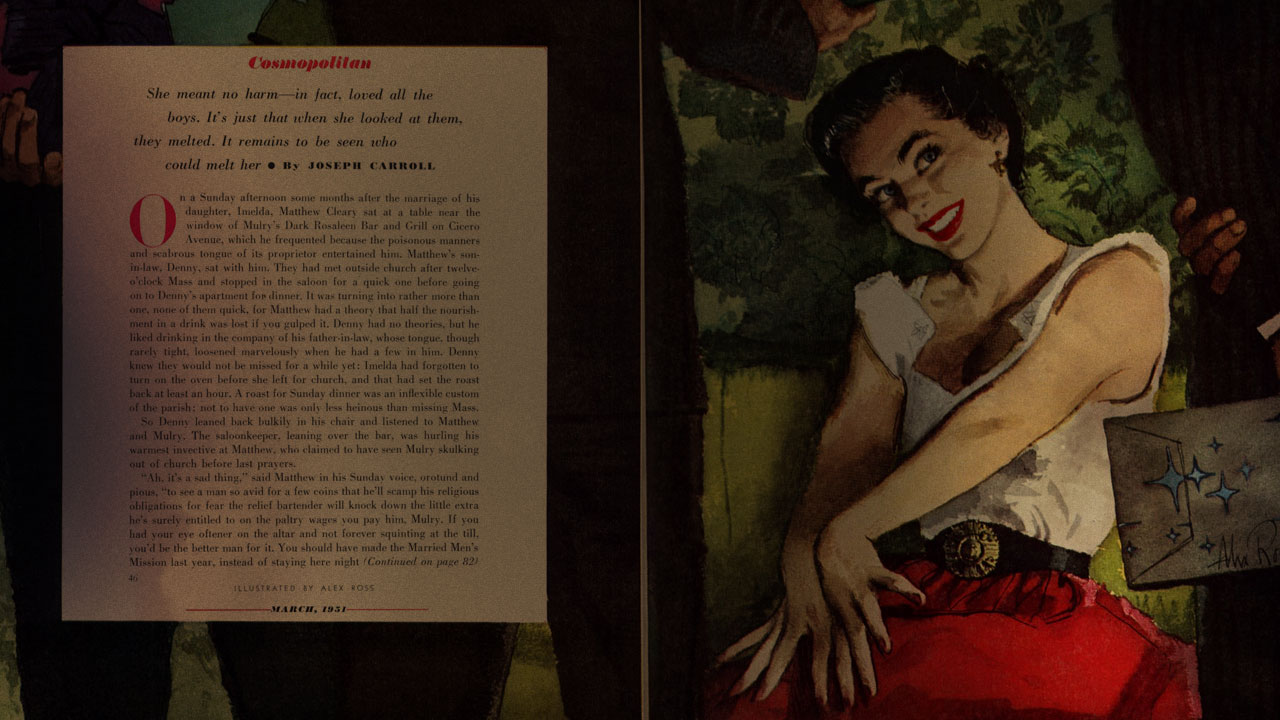 Cosmopolitan
She meant no harm—in fact, loved all the
boys. It's just that when she looked at them,
they melted. It remains to be seen who
could melt her ● By JOSEPH CARROLL
On a Sunday afternoon some months after the marriage of his
daughter, Imelda, Matthew Cleary sat at a table near the
window of Mulry's Dark Rosaleen Bar and Grill on Cicero
Avenue, which he frequented because the poisonous manners
and scabrous tongue of its proprietor entertained him. Matthew's son-
in-law, Denny, sat with him. They had met outside church after twelve-
o'clock Mass and stopped in the saloon for a quick one before going
on to Denny's apartment for dinner. It was turning into rather more than
one, none of them quick, for Matthew had a theory that half the nourish-
ment in a drink was lost if you gulped it. Denny had no theories, but he
liked drinking in the company of his father-in-law, whose tongue, though
rarely tight, loosened marvelously when he had a few in him. Denny
knew they would not be missed for a while yet: Imelda had forgotten to
turn on the oven before she left for church, and that had set the roast
back at least an hour. A roast for Sunday dinner was an inflexible custom
of the parish; not to have one was only less heinous than missing Mass.
So Denny leaned back bulkily in his chair and listened to Matthew
and Mulry. The saloonkeeper, leaning over the bar, was hurling his
warmest invective at Matthew, who claimed to have seen Mulry skulking
out of church before last prayers.
"Ah, it's a sad thing," said Matthew in his Sunday voice, orotund and
pious, "to see a man so avid for a few coins that he'll scamp his religious
obligations for fear the relief bartender will knock down the little extra
he's surely entitled to on the paltry wages you pay him, Mulry. If you
had your eye oftener on the altar and not forever squinting at the till,
you'd be the better man for it. You should have made the Married Men's
Mission last year, instead of staying here night (Continued on page 82)
46
ILLUSTRATED BY ALEX ROSS
MARCH, 1951
Alex Ro